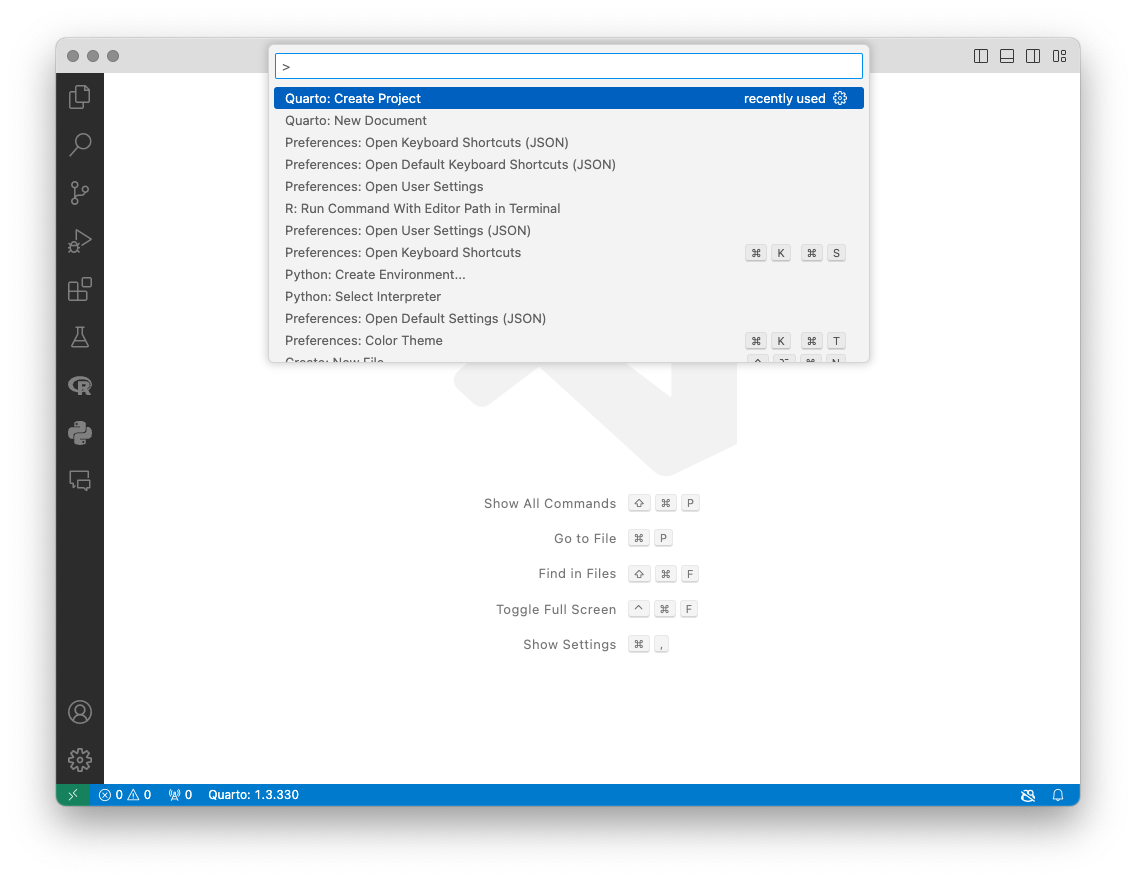 >
Quarto: Create Project recently used
Quarto: New Document
Preferences: Open Keyboard Shortcuts (JSON)
Preferences: Open Default Keyboard Shortcuts (JSON)
Preferences: Open User Settings
R: Run Command With Editor Path in Terminal
Preferences: Open User Settings (JSON)
Preferences: Open Keyboard Shortcuts ⌘ K ⌘ S
Python: Create Environment...
Python: Select Interpreter
Preferences: Open Default Settings (JSON)
Preferences: Color Theme ⌘ K ⌘ T
Create: New File ⌃ ⌥ ⌘ N
Show All Commands ⇧ ⌘ P
Go to File ⌘ P
Find in Files ⇧ ⌘ F
Toggle Full Screen ⌃ ⌘ F
Show Settings ⌘ ,
0 0 0 Quarto: 1.3.330